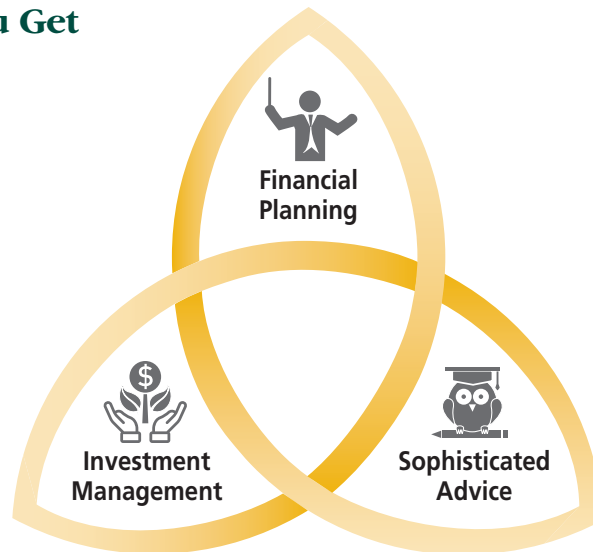 u Get
Financial
Planning
$
Investment
Management
Sophisticated
Advice